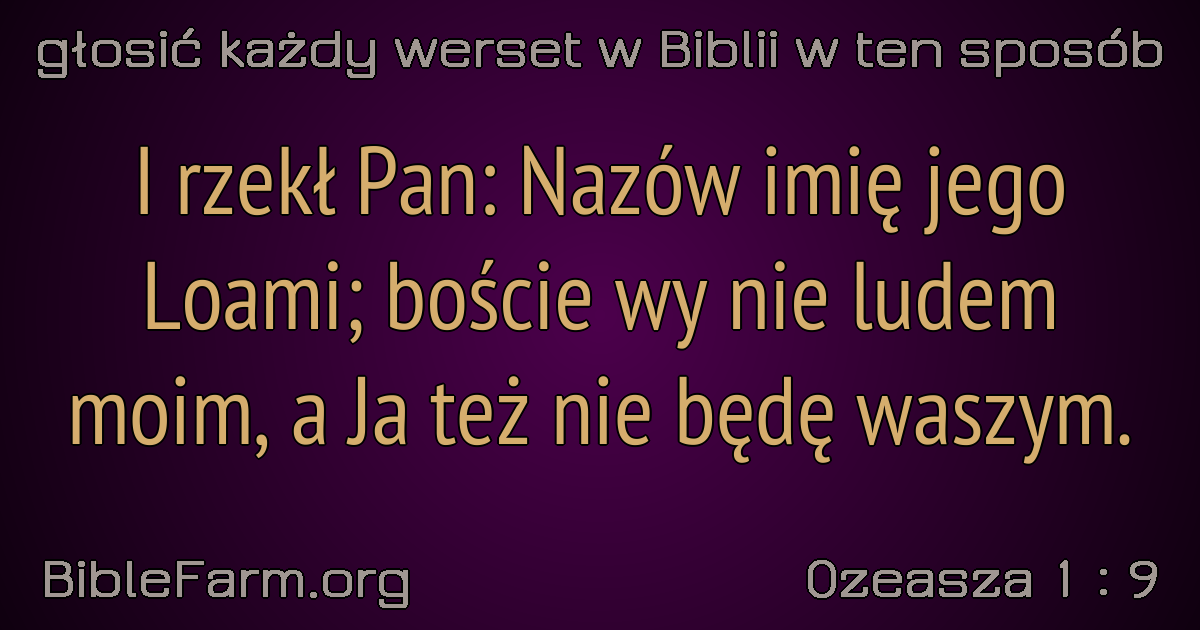 głosić każdy werset w Biblii w ten sposób
I rzekł Pan: Nazów imię jego
Loami; boście wy nie ludem
moim, a Ja też nie będę waszym.
BibleFarm.org
Ozeasza 1 : 9